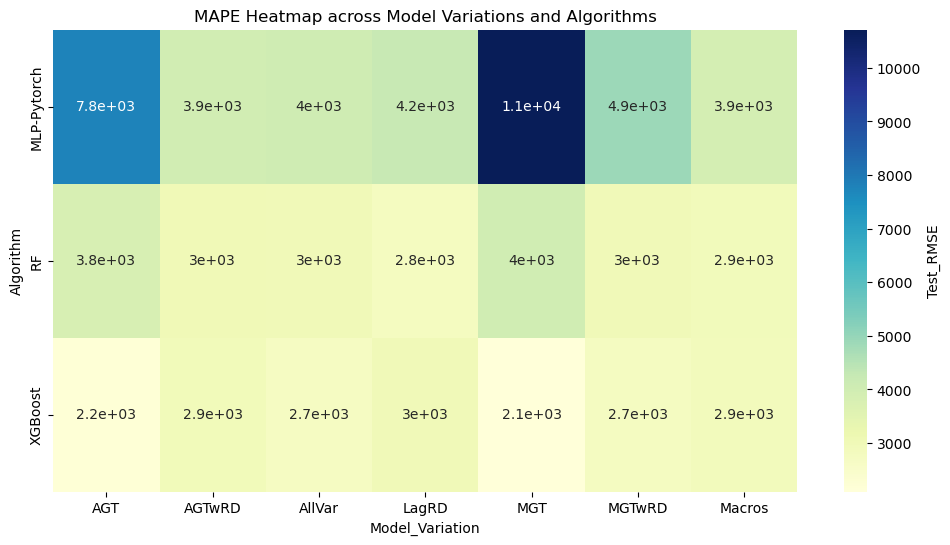 MAPE Heatmap across Model Variations and Algorithms
MLP-Pytorch
7.8e+03 3.9e+03 4e+03 4.2e+03 1.1e+04 4.9e+03 3.9e+03
RF
3.8e+03 3e+03 3e+03 2.8e+03 4e+03 3e+03 2.9e+03
XGBoost
2.2e+03 2.9e+03 2.7e+03 3e+03 2.1e+03 2.7e+03 2.9e+03
Algorithm
AGT AGTwRD AllVar LagRD MGT MGTwRD Macros
Model_Variation
10000
9000
8000
7000
6000
5000
4000
3000
Test_RMSE